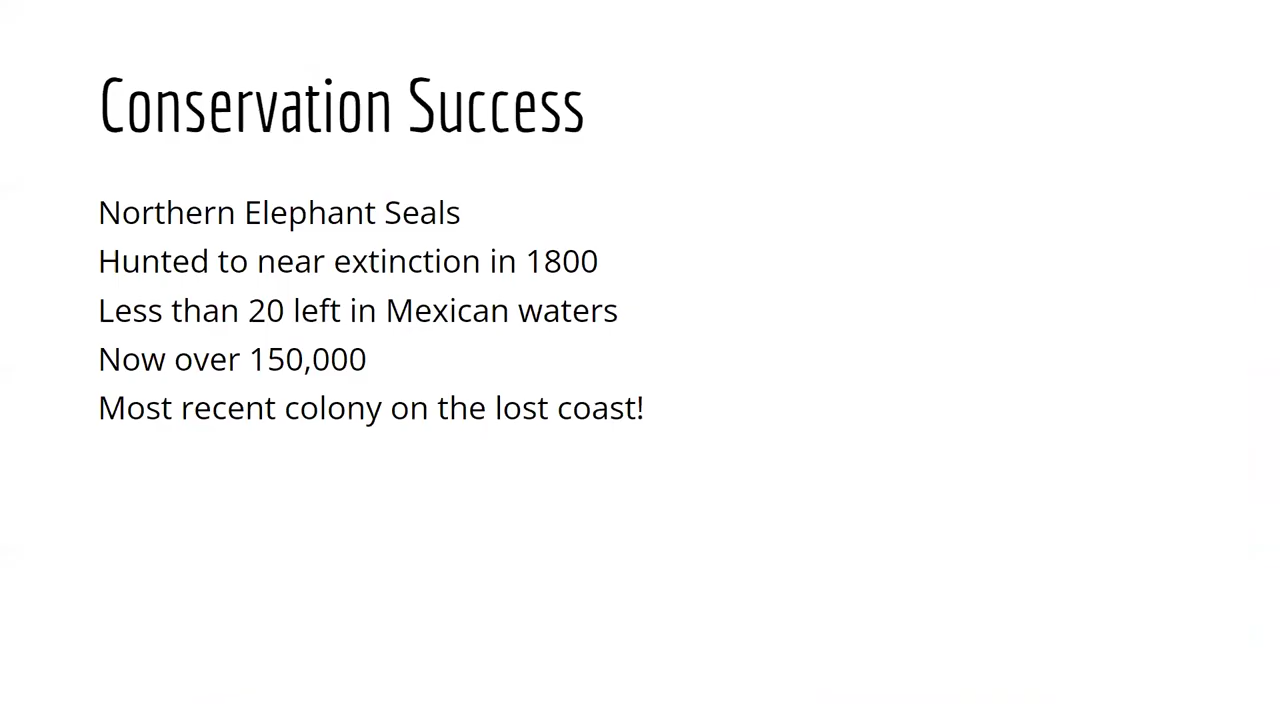 Conservation Success
Northern Elephant Seals
Hunted to near extinction in 1800
Less than 20 left in Mexican waters
Now over 150,000
Most recent colony on the lost coast!